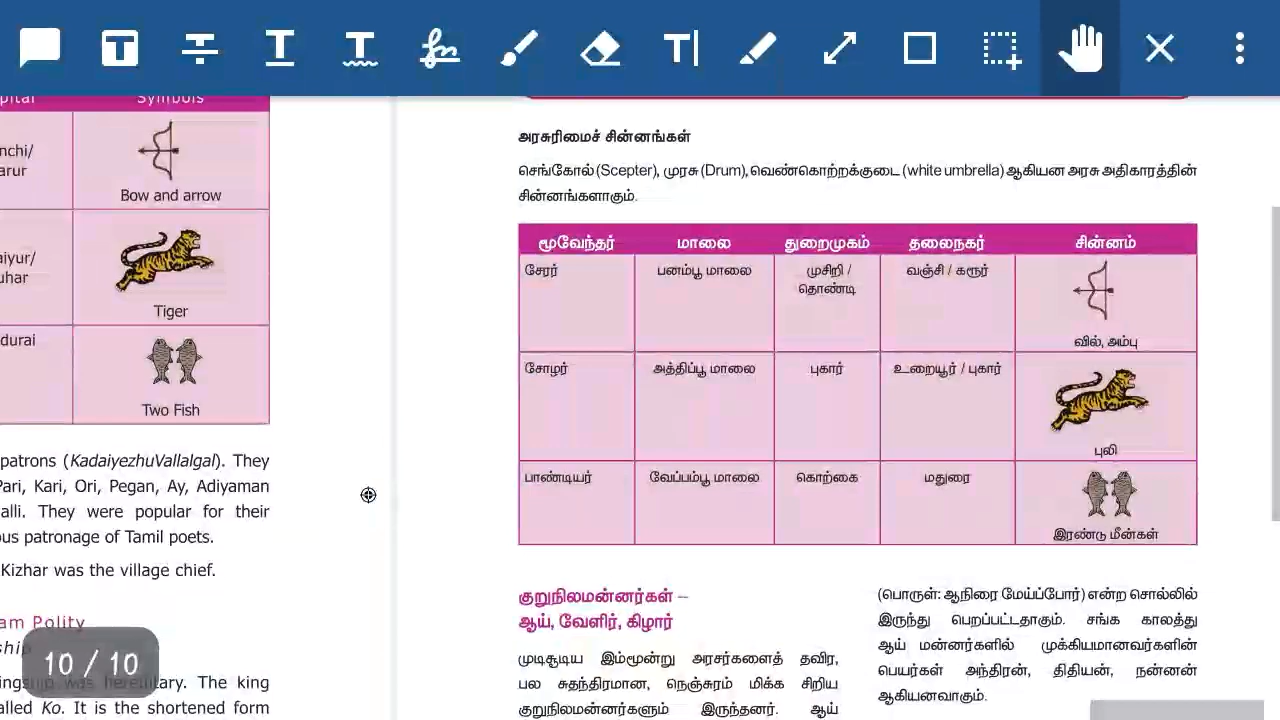 pital Symbols
nchi/
arur
Bow and arrow
aiyur/
uhar
Tiger
durai
Two Fish
patrons (KadaiyezhuVallalgal). They
Pari, Kari, Ori, Pegan, Ay, Adiyaman
alli. They were popular for their
ous patronage of Tamil poets.
Kizhar was the village chief.
am Polity
ship
ingship was hereditary. The king
alled Ko. It is the shortened form
10 / 10
அரசுரிமைச் சின்னங்கள்
செங்கோல் (Scepter), முரசு (Drum), வெண்கொற்றக்குடை (white umbrella) ஆகியன அரசு அதிகாரத்தின்
சின்னங்களாகும்.
மூவேந்தர் மாலை துறைமுகம் தலைநகர் சின்னம்
சேரர் பனம்பூ மாலை முசிறி / வஞ்சி / கரூர்
தொண்டி
வில், அம்பு
சோழர் அத்திப்பூ மாலை புகார் உறையூர் / புகார்
புலி
பாண்டியர் வேப்பம்பூ மாலை கொற்கை மதுரை
இரண்டு மீன்கள்
குறுநிலமன்னர்கள் –
ஆய், வேளிர், கிழார்
முடிசூடிய இம்மூன்று அரசர்களைத் தவிர,
பல சுதந்திரமான, நெஞ்சுரம் மிக்க சிறிய
குறுநிலமன்னர்களும் இருந்தனர். ஆய்
(பொருள்: ஆநிரை மேய்ப்போர்) என்ற சொல்லில்
இருந்து பெறப்பட்டதாகும். சங்க காலத்து
ஆய் மன்னர்களில் முக்கியமானவர்களின்
பெயர்கள் அந்திரன், திதியன், நன்னன்
ஆகியனவாகும்.